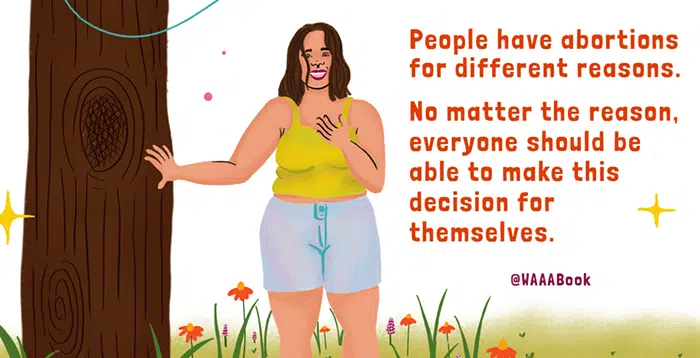 People have abortions
for different reasons.
No matter the reason,
everyone should be
able to make this
decision for
themselves.
@WAAABook